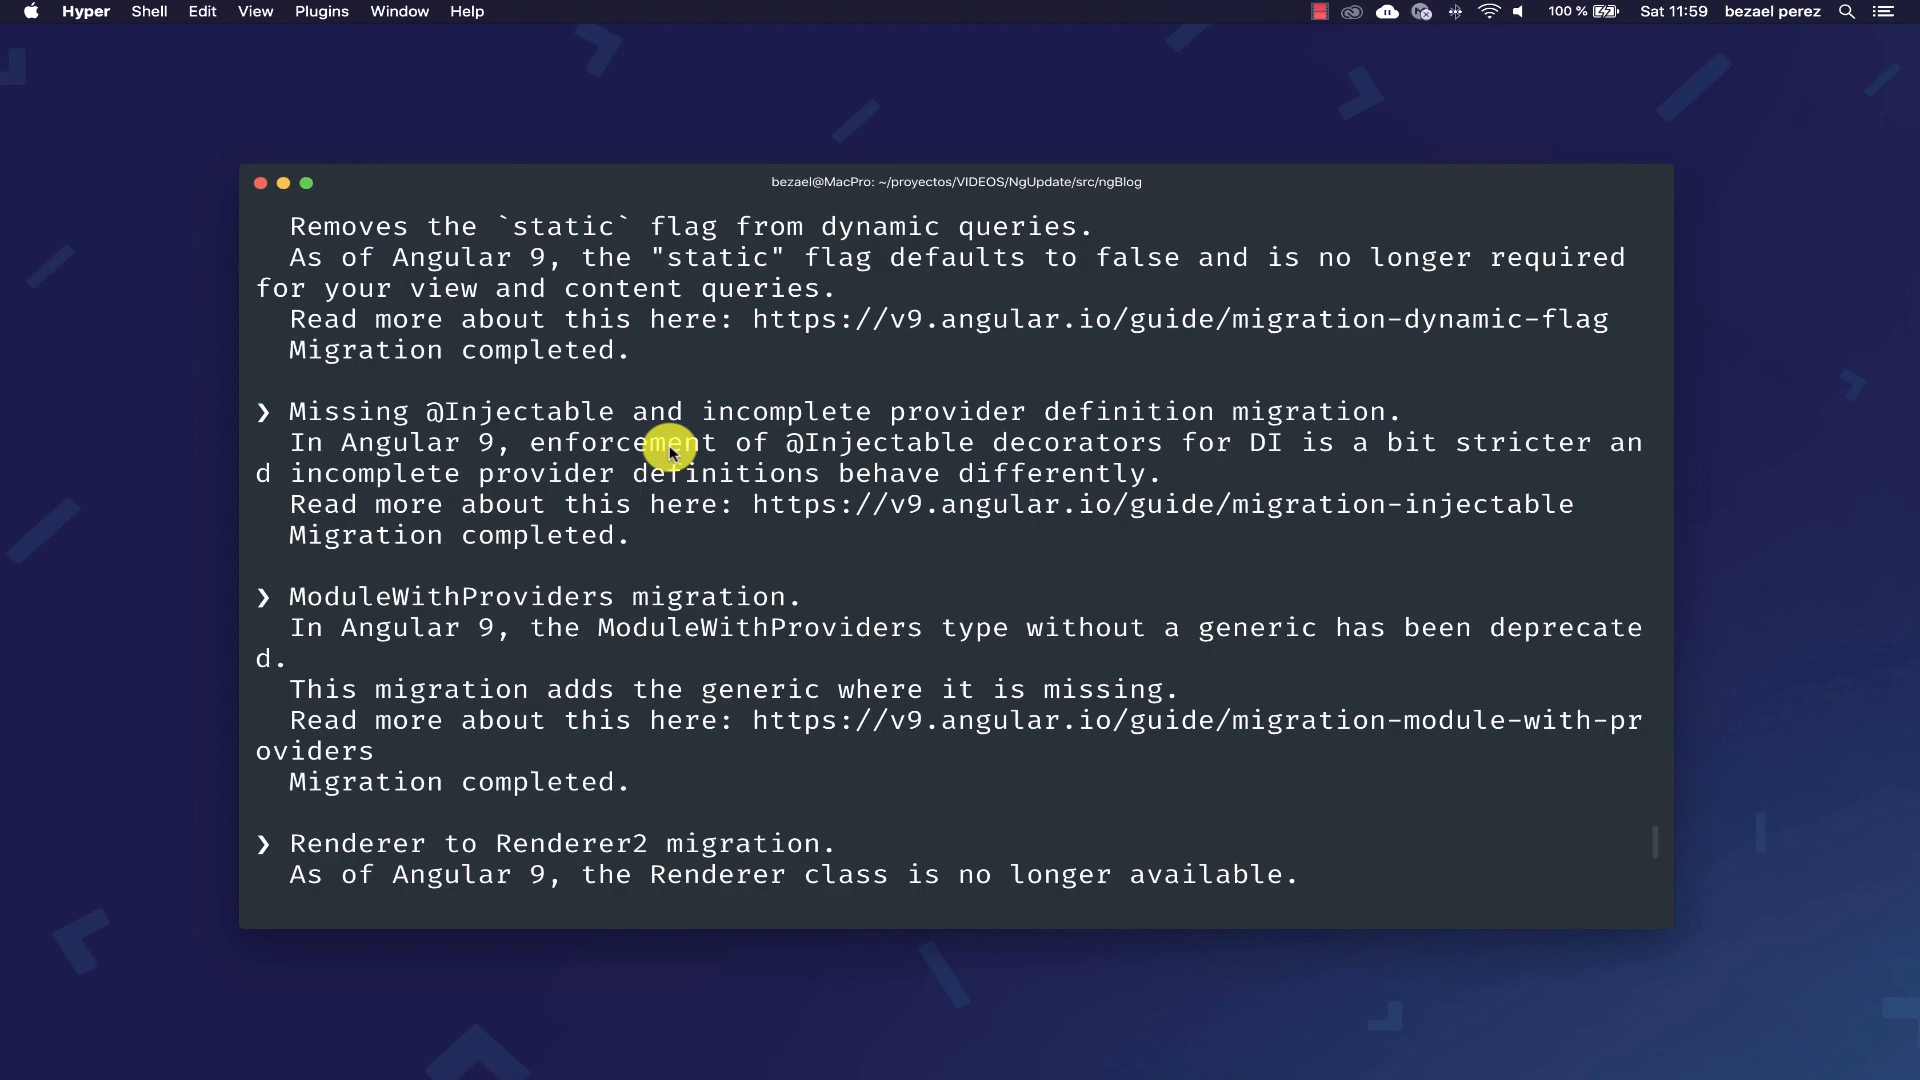 Hyper Shell Edit View Plugins Window Help 100 % Sat 11:59 bezael perez
bezael@MacPro: ~/proyectos/VIDEOS/NgUpdate/src/ngBlog
Removes the `static` flag from dynamic queries.
As of Angular 9, the "static" flag defaults to false and is no longer required
for your view and content queries.
Read more about this here: https://v9.angular.io/guide/migration-dynamic-flag
Migration completed.
❯ Missing @Injectable and incomplete provider definition migration.
In Angular 9, enforcement of @Injectable decorators for DI is a bit stricter an
d incomplete provider definitions behave differently.
Read more about this here: https://v9.angular.io/guide/migration-injectable
Migration completed.
❯ ModuleWithProviders migration.
In Angular 9, the ModuleWithProviders type without a generic has been deprecate
d.
This migration adds the generic where it is missing.
Read more about this here: https://v9.angular.io/guide/migration-module-with-pr
oviders
Migration completed.
❯ Renderer to Renderer2 migration.
As of Angular 9, the Renderer class is no longer available.